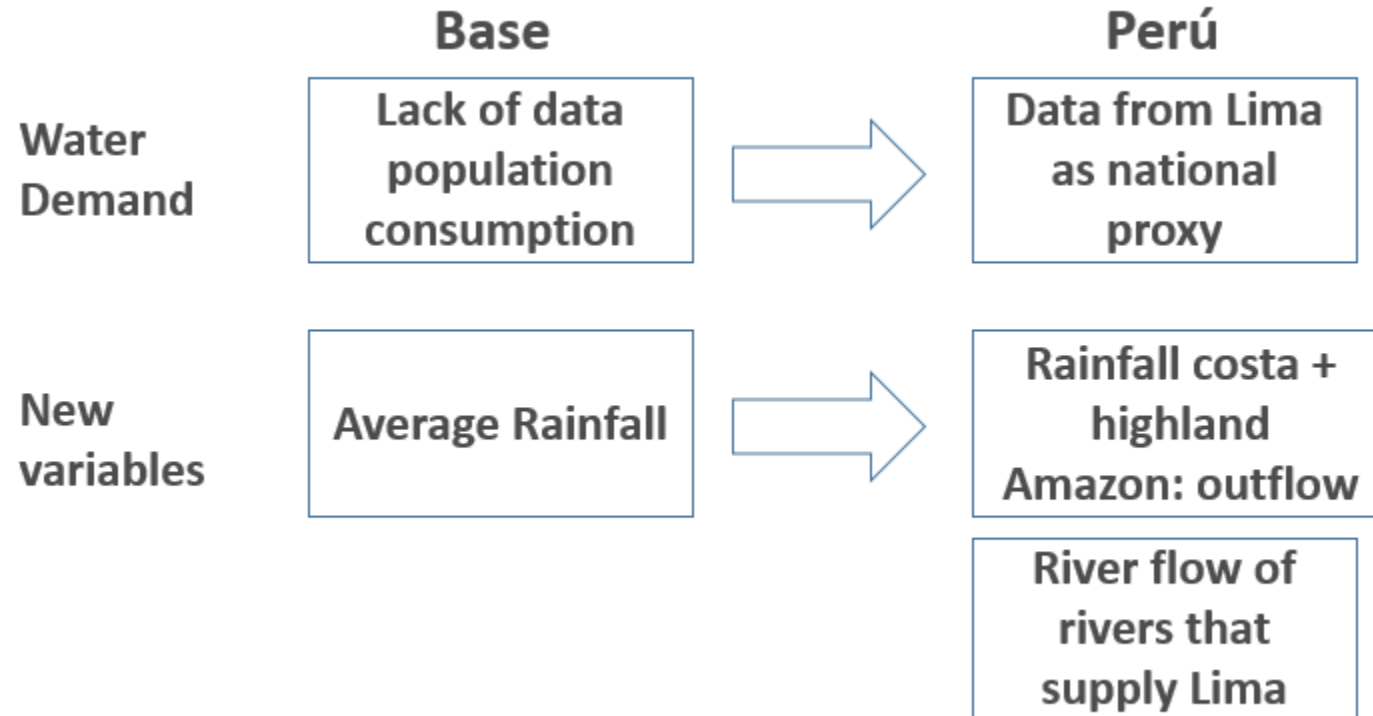 Base
Perú
Water
Demand
Lack of data
population
consumption
Data from Lima
as national
proxy
New
variables
Average Rainfall
Rainfall costa +
highland
Amazon: outflow
River flow of
rivers that
supply Lima